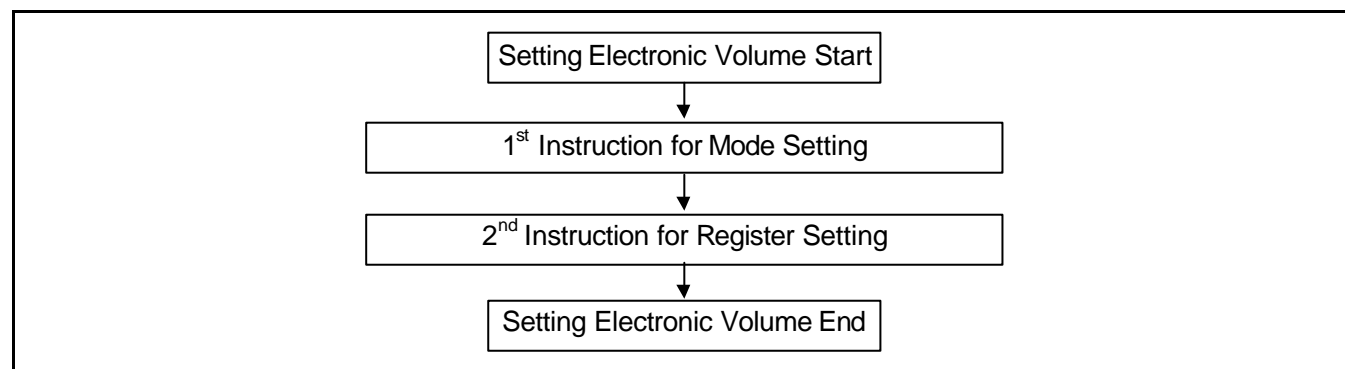 Setting Electronic Volume Start
1st Instruction for Mode Setting
2nd Instruction for Register Setting
Setting Electronic Volume End